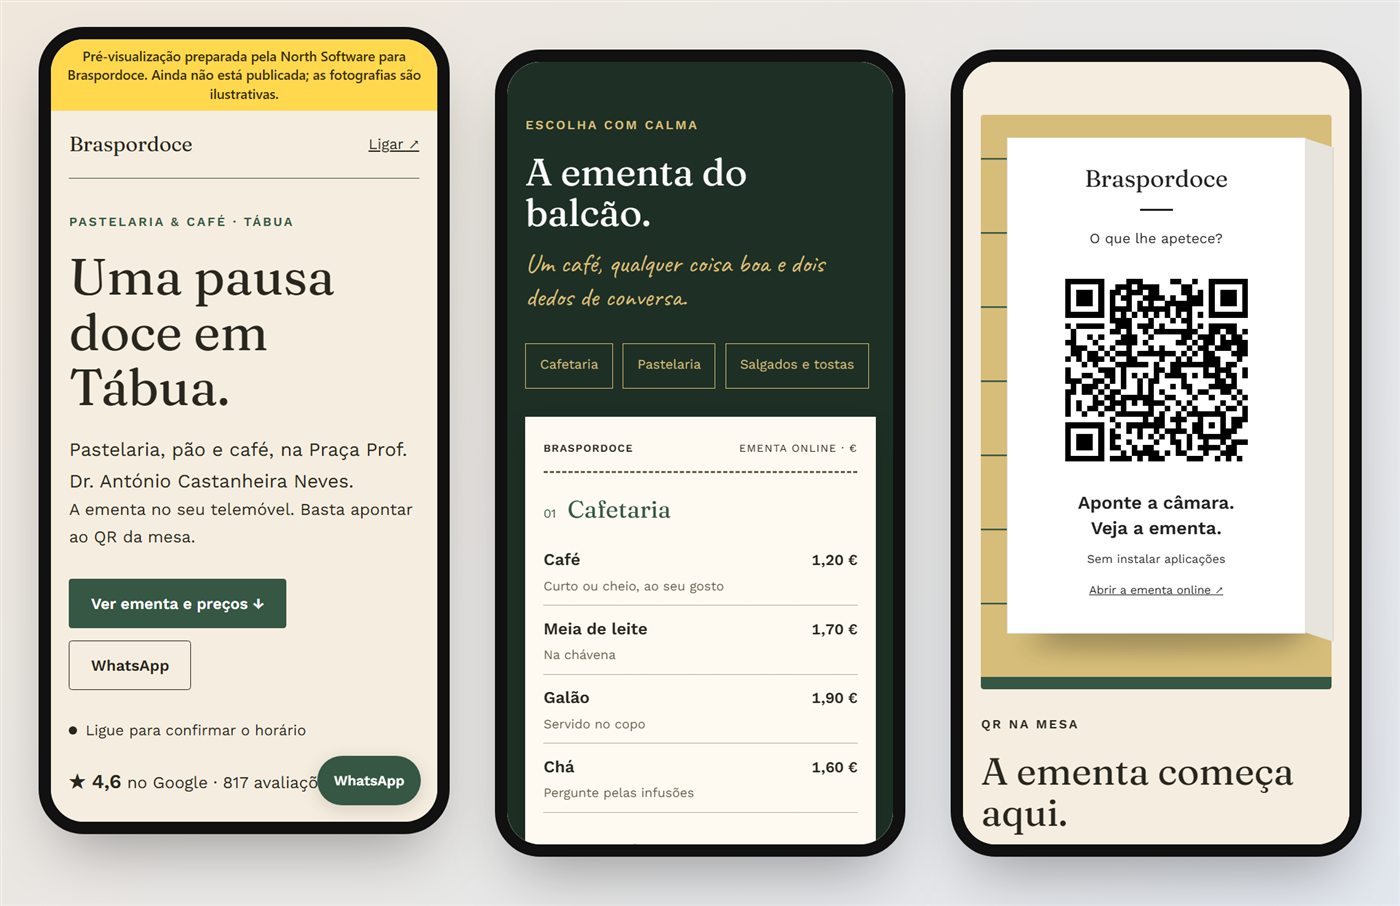 Pré-visualização preparada pela North Software para
Braspordoce. Ainda não está publicada; as fotografias são
ilustrativas.
Braspordoce
Ligar ↗
PASTELARIA & CAFÉ · TÁBUA
Uma pausa
doce em
Tábua.
Pastelaria, pão e café, na Praça Prof.
Dr. António Castanheira Neves.
A ementa no seu telemóvel. Basta apontar
ao QR da mesa.
Ver ementa e preços ↓
WhatsApp
Ligue para confirmar o horário
★ 4,6 no Google · 817 avaliaçõ
WhatsApp
ESCOLHA COM CALMA
A ementa do
balcão.
Um café, qualquer coisa boa e dois
dedos de conversa.
Cafetaria
Pastelaria
Salgados e tostas
BRASPORDOCE
EMENTA ONLINE · €
01 Cafetaria
Café 1,20 €
Curto ou cheio, ao seu gosto
Meia de leite 1,70 €
Na chávena
Galão 1,90 €
Servido no copo
Chá 1,60 €
Pergunte pelas infusões
Braspordoce
O que lhe apetece?
Aponte a câmara.
Veja a ementa.
Sem instalar aplicações
Abrir a ementa online ↗
QR NA MESA
A ementa começa
aqui.